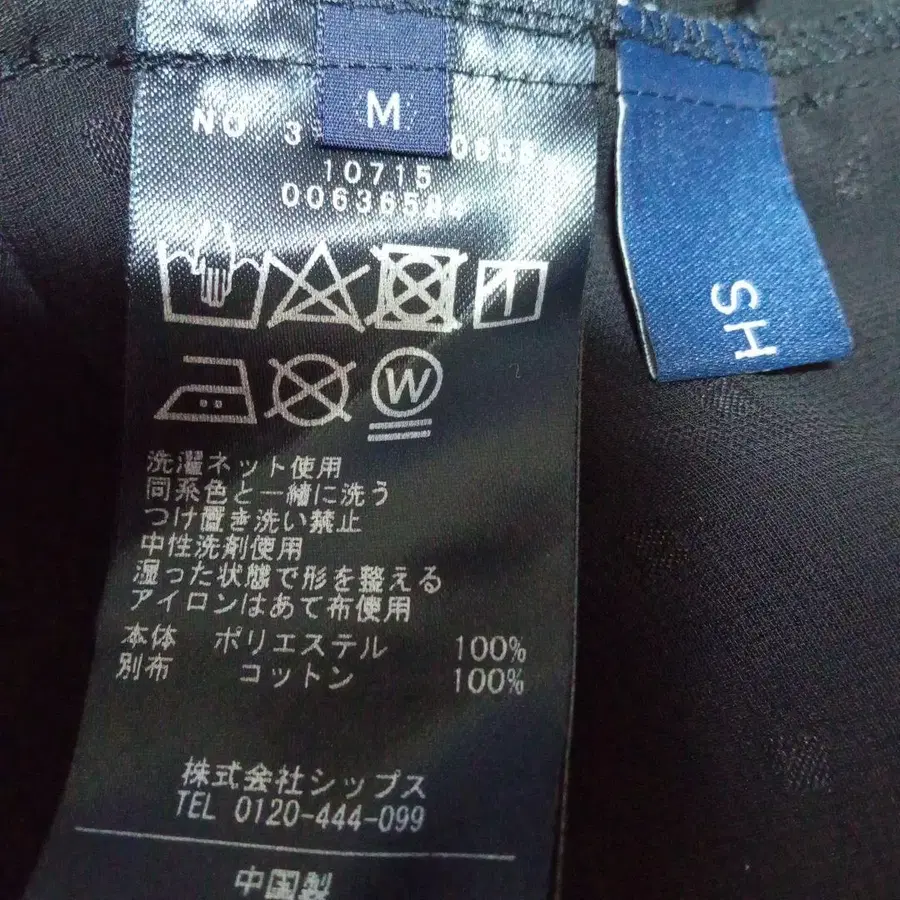 M
NO. 3
10715
SH
W
洗濯ネット使用
同系色と一緒に洗う
つけ置き洗い禁止
中性洗剤使用
湿った状態で形を整える
アイロンはあて布使用
本体 ポリエステル 100%
別布 コットン 100%
株式会社シップス
TEL 0120-444-099
中国製